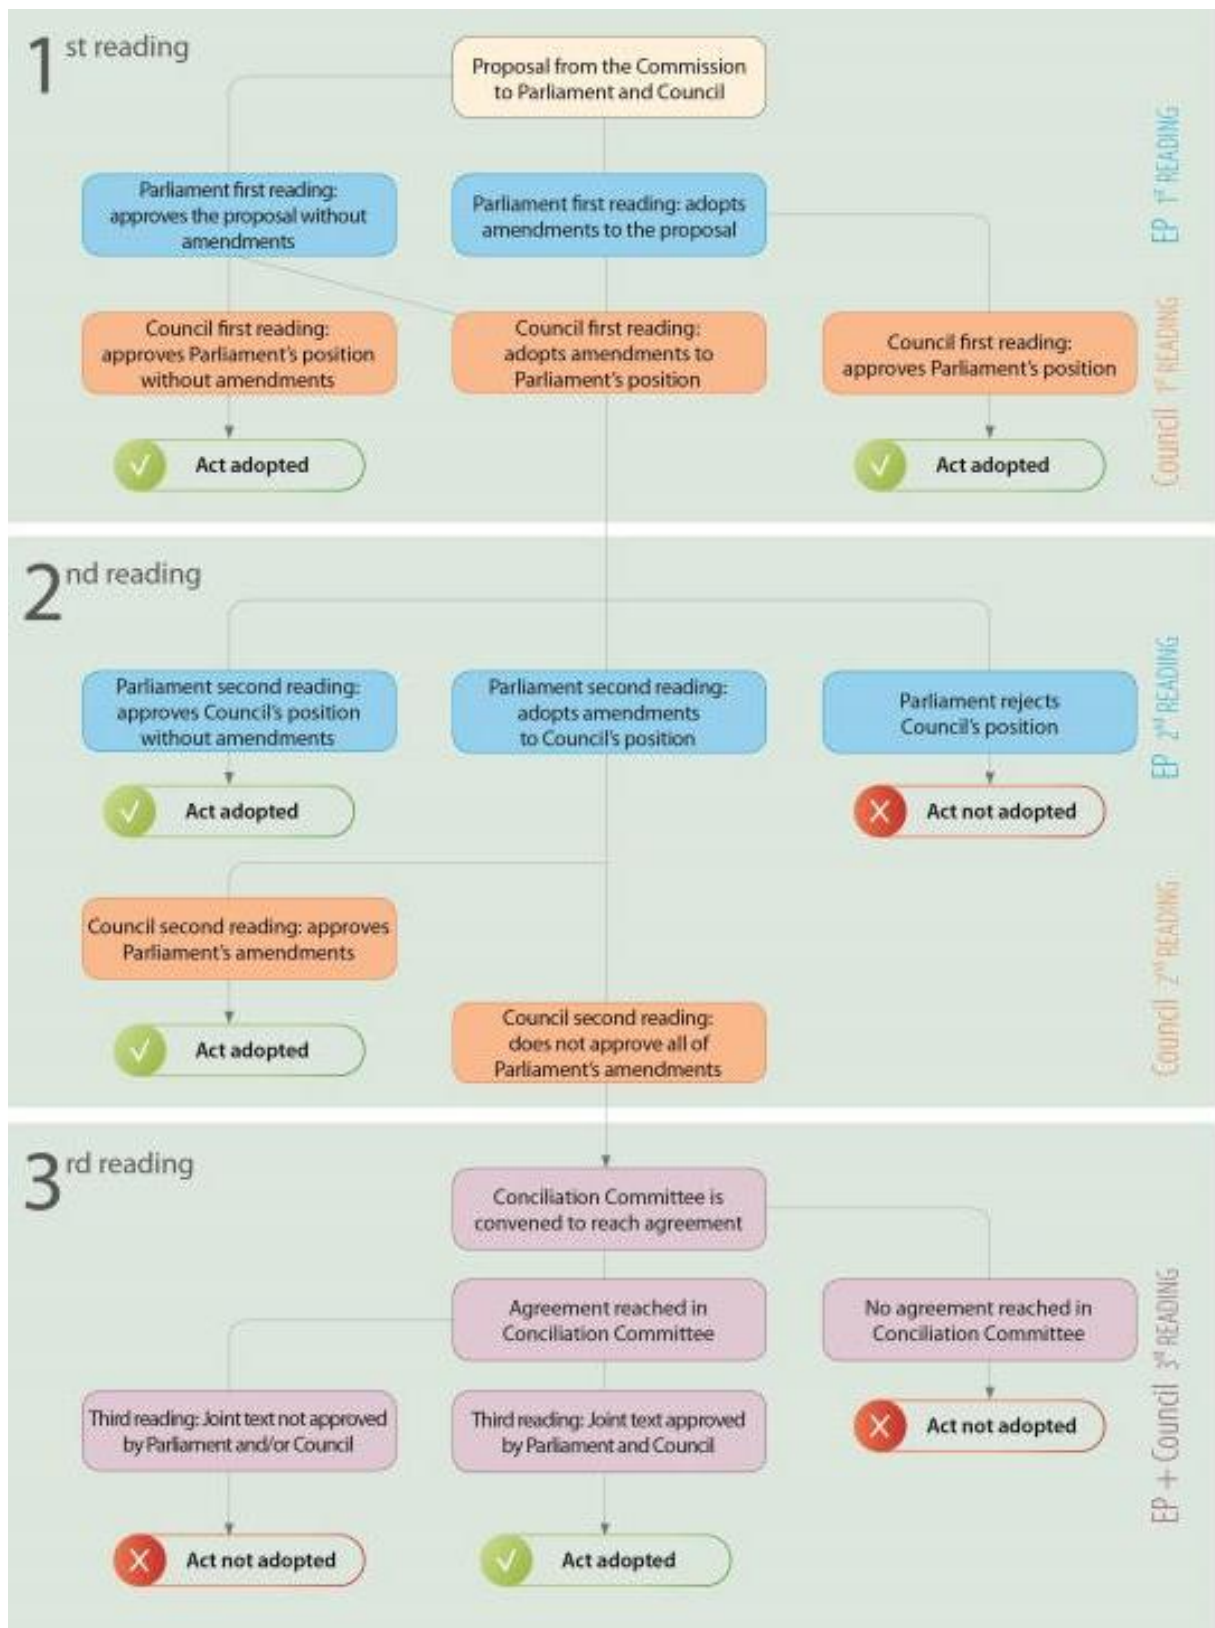 1st reading
Proposal from the Commission
to Parliament and Council
Parliament first reading:
approves the proposal without
amendments
Parliament first reading: adopts
amendments to the proposal
EP 1st READING
Council first reading:
approves Parliament's position
without amendments
Council first reading:
adopts amendments to
Parliament's position
Council first reading:
approves Parliament's position
Act adopted
Act adopted
Council 1st READING
2nd reading
Parliament second reading:
approves Council's position
without amendments
Parliament second reading:
adopts amendments
to Council's position
Parliament rejects
Council's position
EP 2nd READING
Act adopted
Act not adopted
Council second reading: approves
Parliament's amendments
Act adopted
Council second reading:
does not approve all of
Parliament's amendments
Council 2nd READING
3rd reading
Conciliation Committee is
convened to reach agreement
Agreement reached in
Conciliation Committee
No agreement reached in
Conciliation Committee
Third reading: Joint text not approved
by Parliament and/or Council
Third reading: Joint text approved
by Parliament and Council
Act not adopted
EP + Council 3rd READING
Act not adopted
Act adopted